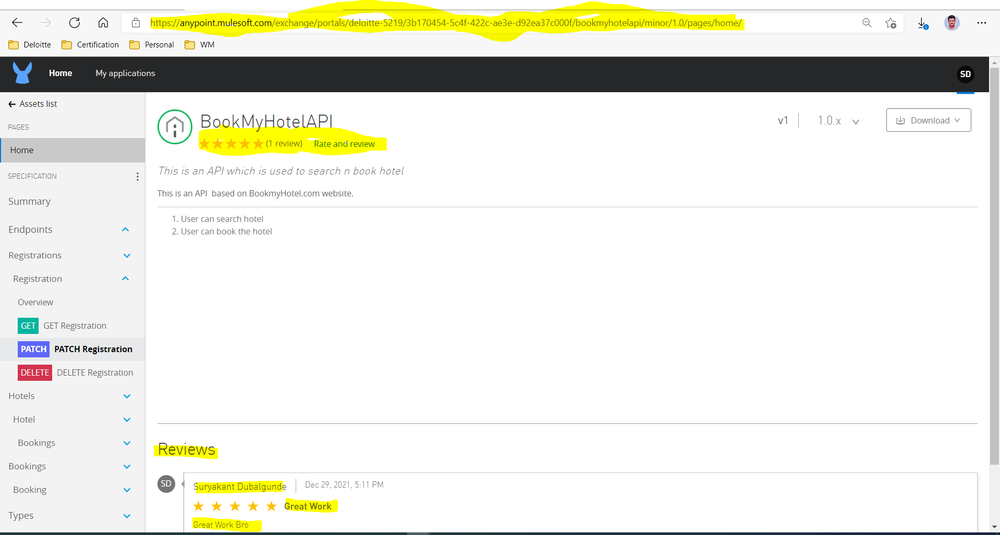 https://anypoint.mulesoft.com/exchange/portals/deloitte-5219/3b170454-5c4f-422c-ae3e-d92ea37c000f/bookmyhotelapi/minor/1.0/pages/home/
Deloitte Certification Personal WM
Home My applications SD
Assets list
PAGES
Home
SPECIFICATION
Summary
Endpoints
Registrations
Registration
Overview
GET GET Registration
PATCH PATCH Registration
DELETE DELETE Registration
Hotels
Hotel
Bookings
Bookings
Booking
Types
BookMyHotelAPI
v1 1.0.x Download
(1 review) Rate and review
This is an API which is used to search n book hotel
This is an API based on BookmyHotel.com website.
1. User can search hotel
2. User can book the hotel
Reviews
SD Suryakant Dubalgunde Dec 29, 2021, 5:11 PM
Great Work
Great Work Bro